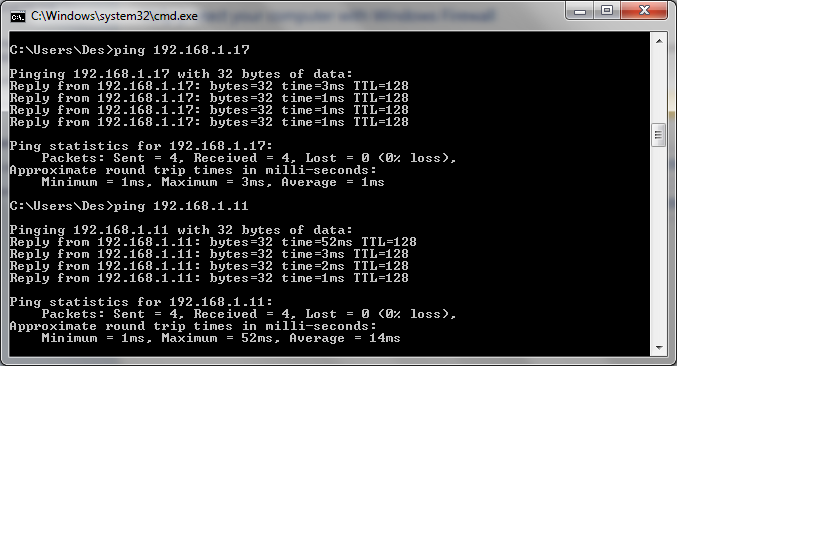 ect your computer with Windows Firewall
C:\Windows\system32\cmd.exe
C:\Users\Des>ping 192.168.1.17
Pinging 192.168.1.17 with 32 bytes of data:
Reply from 192.168.1.17: bytes=32 time=3ms TTL=128
Reply from 192.168.1.17: bytes=32 time=1ms TTL=128
Reply from 192.168.1.17: bytes=32 time=1ms TTL=128
Reply from 192.168.1.17: bytes=32 time=1ms TTL=128
Ping statistics for 192.168.1.17:
Packets: Sent = 4, Received = 4, Lost = 0 (0% loss),
Approximate round trip times in milli-seconds:
Minimum = 1ms, Maximum = 3ms, Average = 1ms
C:\Users\Des>ping 192.168.1.11
Pinging 192.168.1.11 with 32 bytes of data:
Reply from 192.168.1.11: bytes=32 time=52ms TTL=128
Reply from 192.168.1.11: bytes=32 time=3ms TTL=128
Reply from 192.168.1.11: bytes=32 time=2ms TTL=128
Reply from 192.168.1.11: bytes=32 time=1ms TTL=128
Ping statistics for 192.168.1.11:
Packets: Sent = 4, Received = 4, Lost = 0 (0% loss),
Approximate round trip times in milli-seconds:
Minimum = 1ms, Maximum = 52ms, Average = 14ms